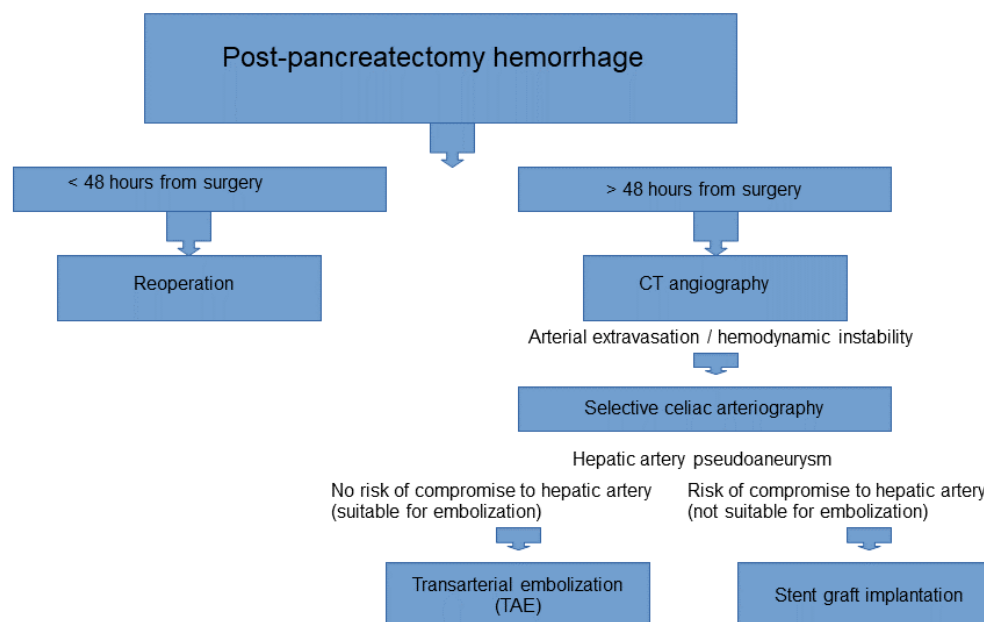 Post-pancreatectomy hemorrhage
< 48 hours from surgery
> 48 hours from surgery
Reoperation
CT angiography
Arterial extravasation / hemodynamic instability
Selective celiac arteriography
Hepatic artery pseudoaneurysm
No risk of compromise to hepatic artery
(suitable for embolization)
Risk of compromise to hepatic artery
(not suitable for embolization)
Transarterial embolization
(TAE)
Stent graft implantation